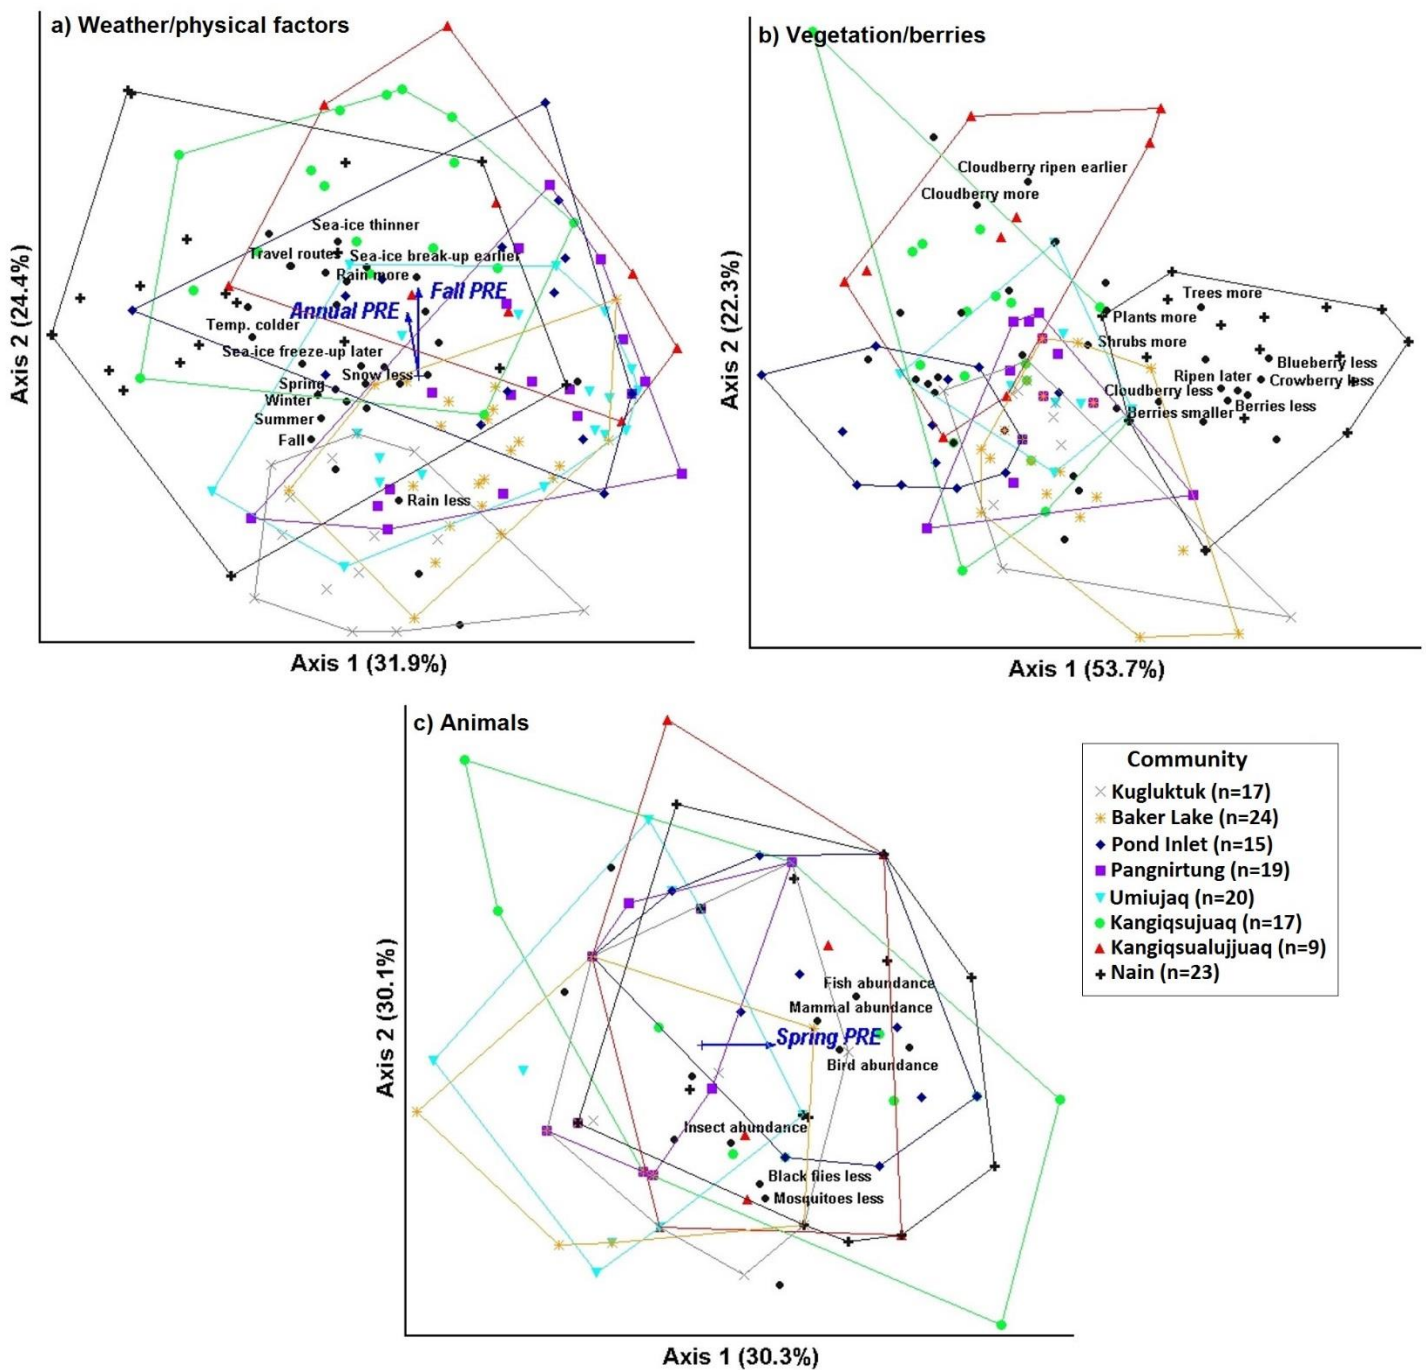 a) Weather/physical factors
Axis 2 (24.4%)
Sea-ice thinner
Travel routes
Sea-ice break-up earlier
Rain more
Fall PRE
Annual PRE
Temp. colder
Sea-ice freeze-up later
Snow less
Spring
Winter
Summer
Fall
Rain less
Axis 1 (31.9%)
b) Vegetation/berries
Axis 2 (22.3%)
Cloudberry ripen earlier
Cloudberry more
Trees more
Plants more
Shrubs more
Blueberry less
Ripen later
Crowberry less
Cloudberry less
Berries less
Berries smaller
Axis 1 (53.7%)
c) Animals
Axis 2 (30.1%)
Fish abundance
Mammal abundance
Spring PRE
Bird abundance
Insect abundance
Black flies less
Mosquitoes less
Axis 1 (30.3%)
Community
Kugluktuk (n=17)
Baker Lake (n=24)
Pond Inlet (n=15)
Pangnirtung (n=19)
Umiujaq (n=20)
Kangiqsujuaq (n=17)
Kangiqsualujjuaq (n=9)
Nain (n=23)